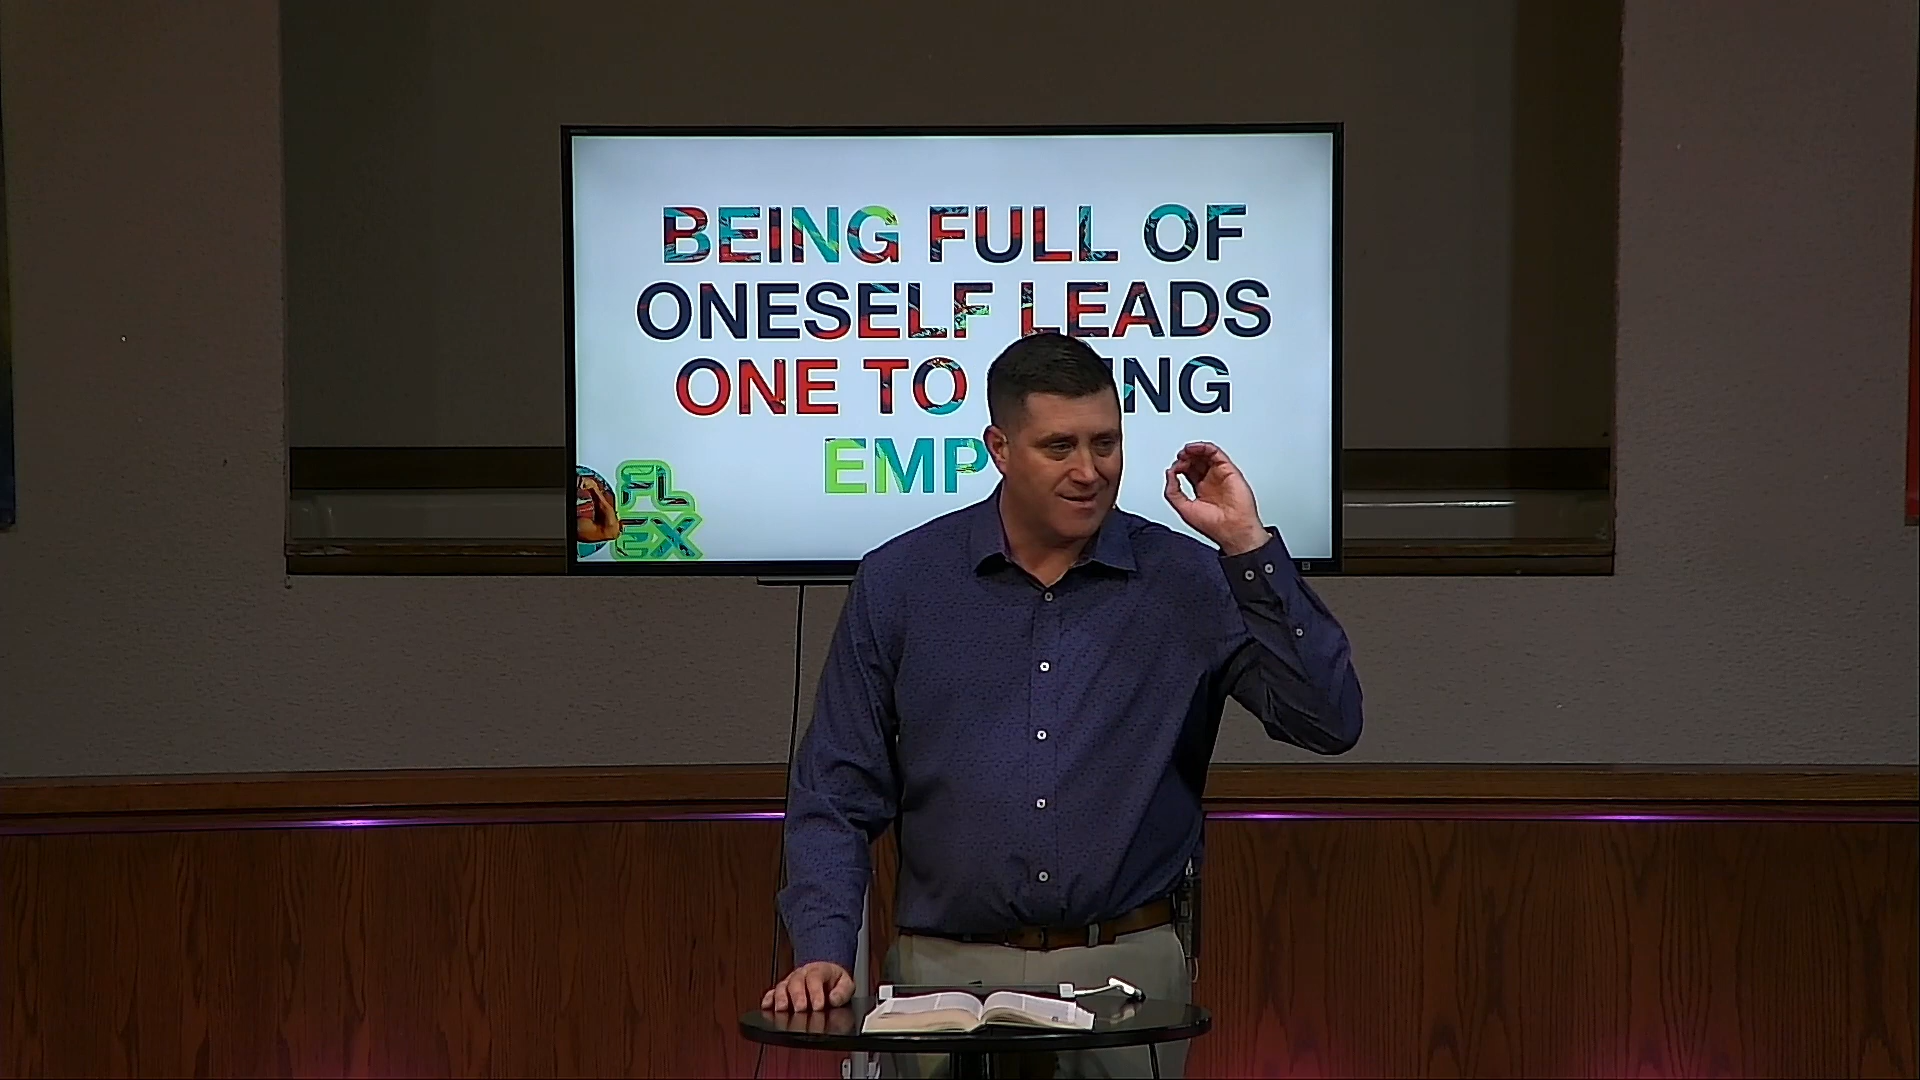 BEING FULL OF
ONESELF LEADS
ONE TO
EMP
FL
EX